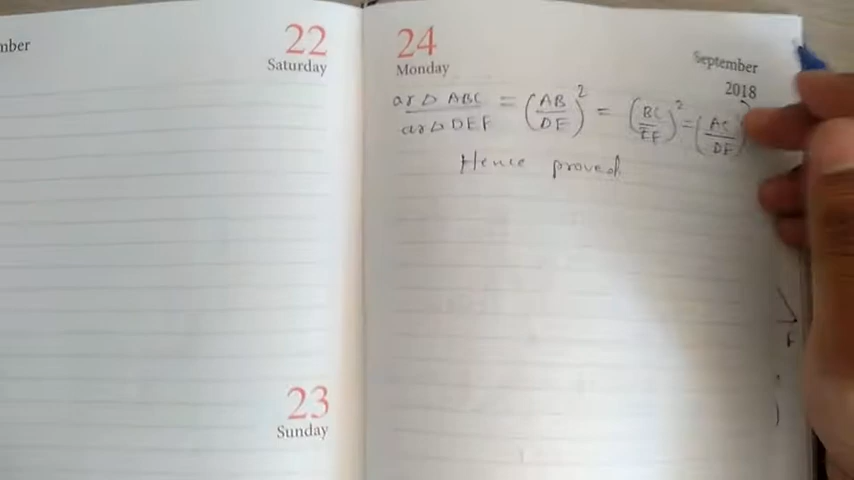 mber
22
Saturday
23
Sunday
24
Monday
September
2018
ar △ ABC / ar △ DEF = (AB / DE)² = (BC / EF)² = (AC / DF)
Hence proved
F